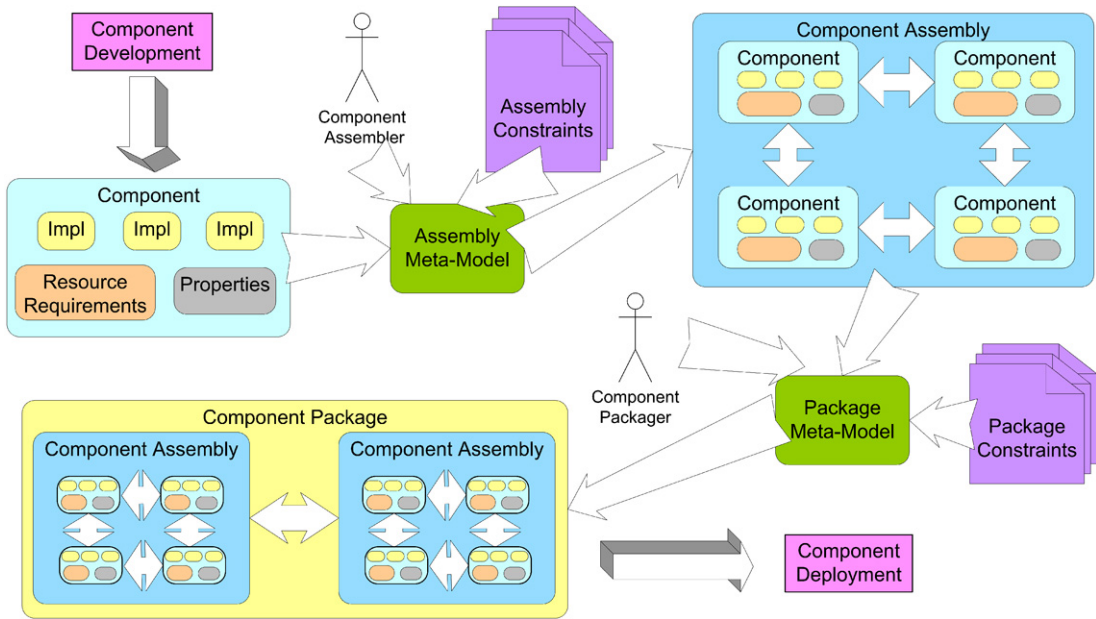 Component
Development
Component
Assembler
Assembly
Constraints
Component Assembly
Component
Component
Component
Component
Component
Impl
Impl
Impl
Resource
Requirements
Properties
Assembly
Meta-Model
Component
Packager
Package
Meta-Model
Package
Constraints
Component Package
Component Assembly
Component Assembly
Component
Deployment